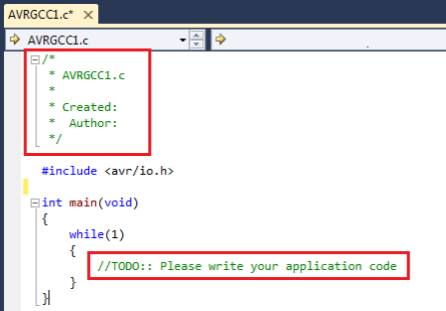 AVRGCC1.c*
AVRGCC1.c
/*
 * AVRGCC1.c
 *
 * Created:
 *  Author:
 */
#include <avr/io.h>
int main(void)
{
    while(1)
    {
        //TODO:: Please write your application code
    }
}